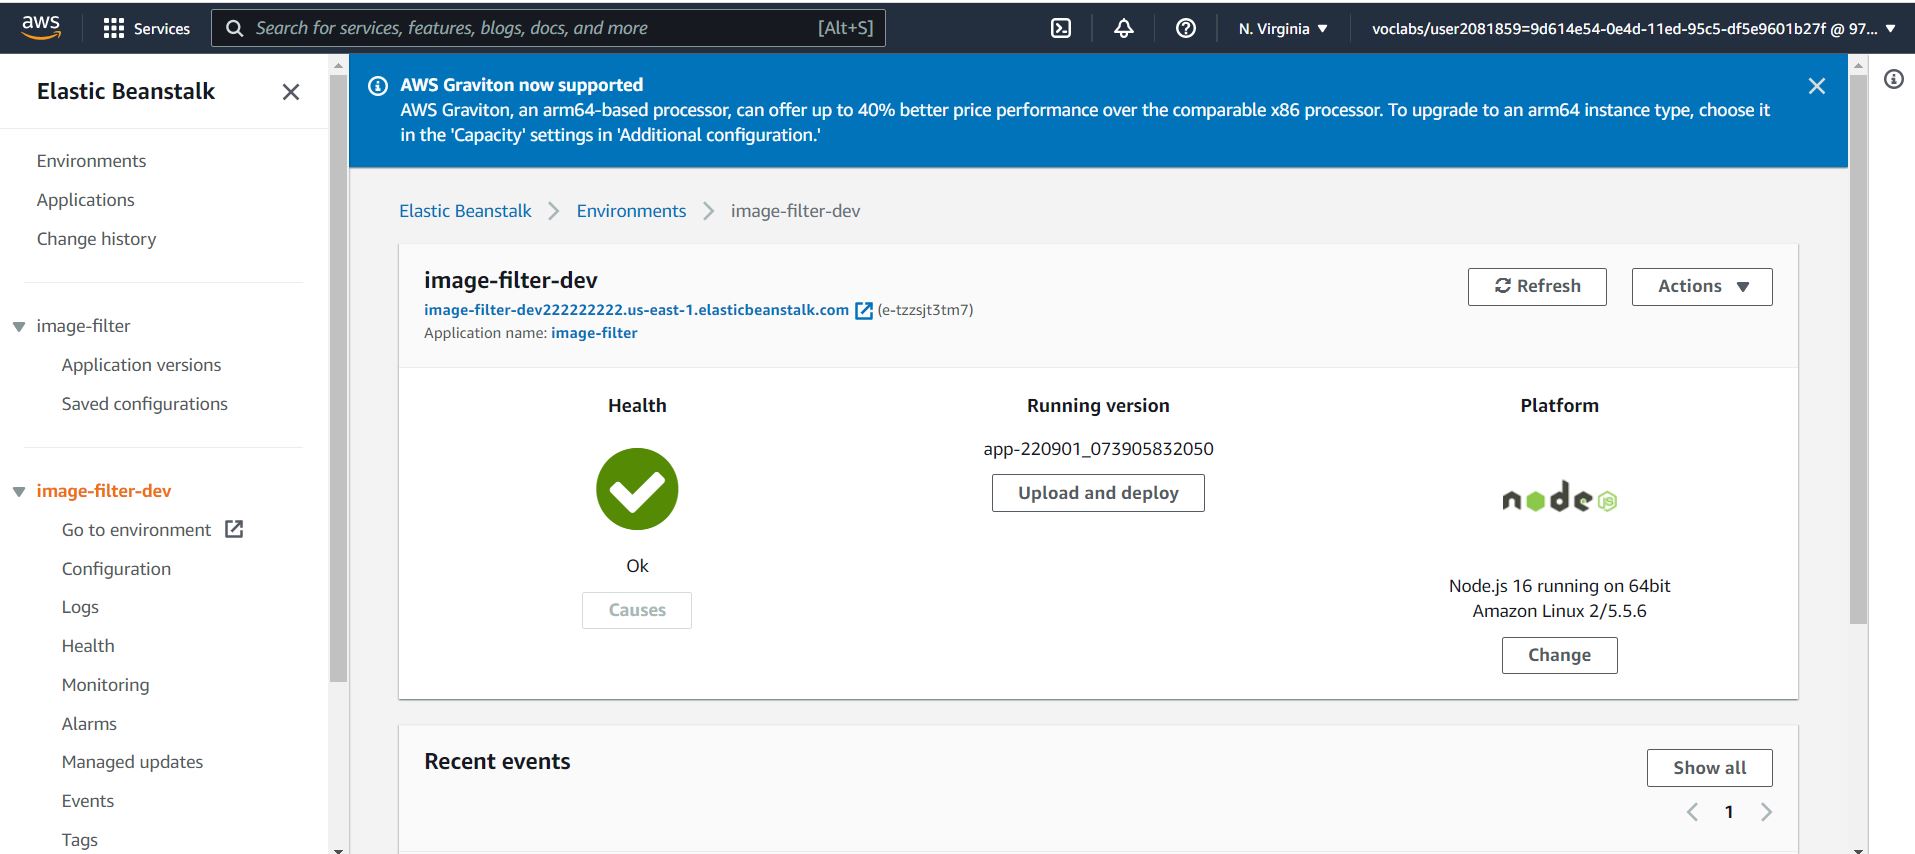 aws
Services
Search for services, features, blogs, docs, and more
[Alt+S]
N. Virginia
voclabs/user2081859=9d614e54-0e4d-11ed-95c5-df5e9601b27f @ 97...
Elastic Beanstalk
Environments
Applications
Change history
image-filter
Application versions
Saved configurations
image-filter-dev
Go to environment
Configuration
Logs
Health
Monitoring
Alarms
Managed updates
Events
Tags
AWS Graviton now supported
AWS Graviton, an arm64-based processor, can offer up to 40% better price performance over the comparable x86 processor. To upgrade to an arm64 instance type, choose it
in the 'Capacity' settings in 'Additional configuration.'
Elastic Beanstalk
Environments
image-filter-dev
image-filter-dev
image-filter-dev222222222.us-east-1.elasticbeanstalk.com (e-tzzsjt3tm7)
Application name: image-filter
Refresh
Actions
Health
Ok
Causes
Running version
app-220901_073905832050
Upload and deploy
Platform
node JS
Node.js 16 running on 64bit
Amazon Linux 2/5.5.6
Change
Recent events
Show all
1